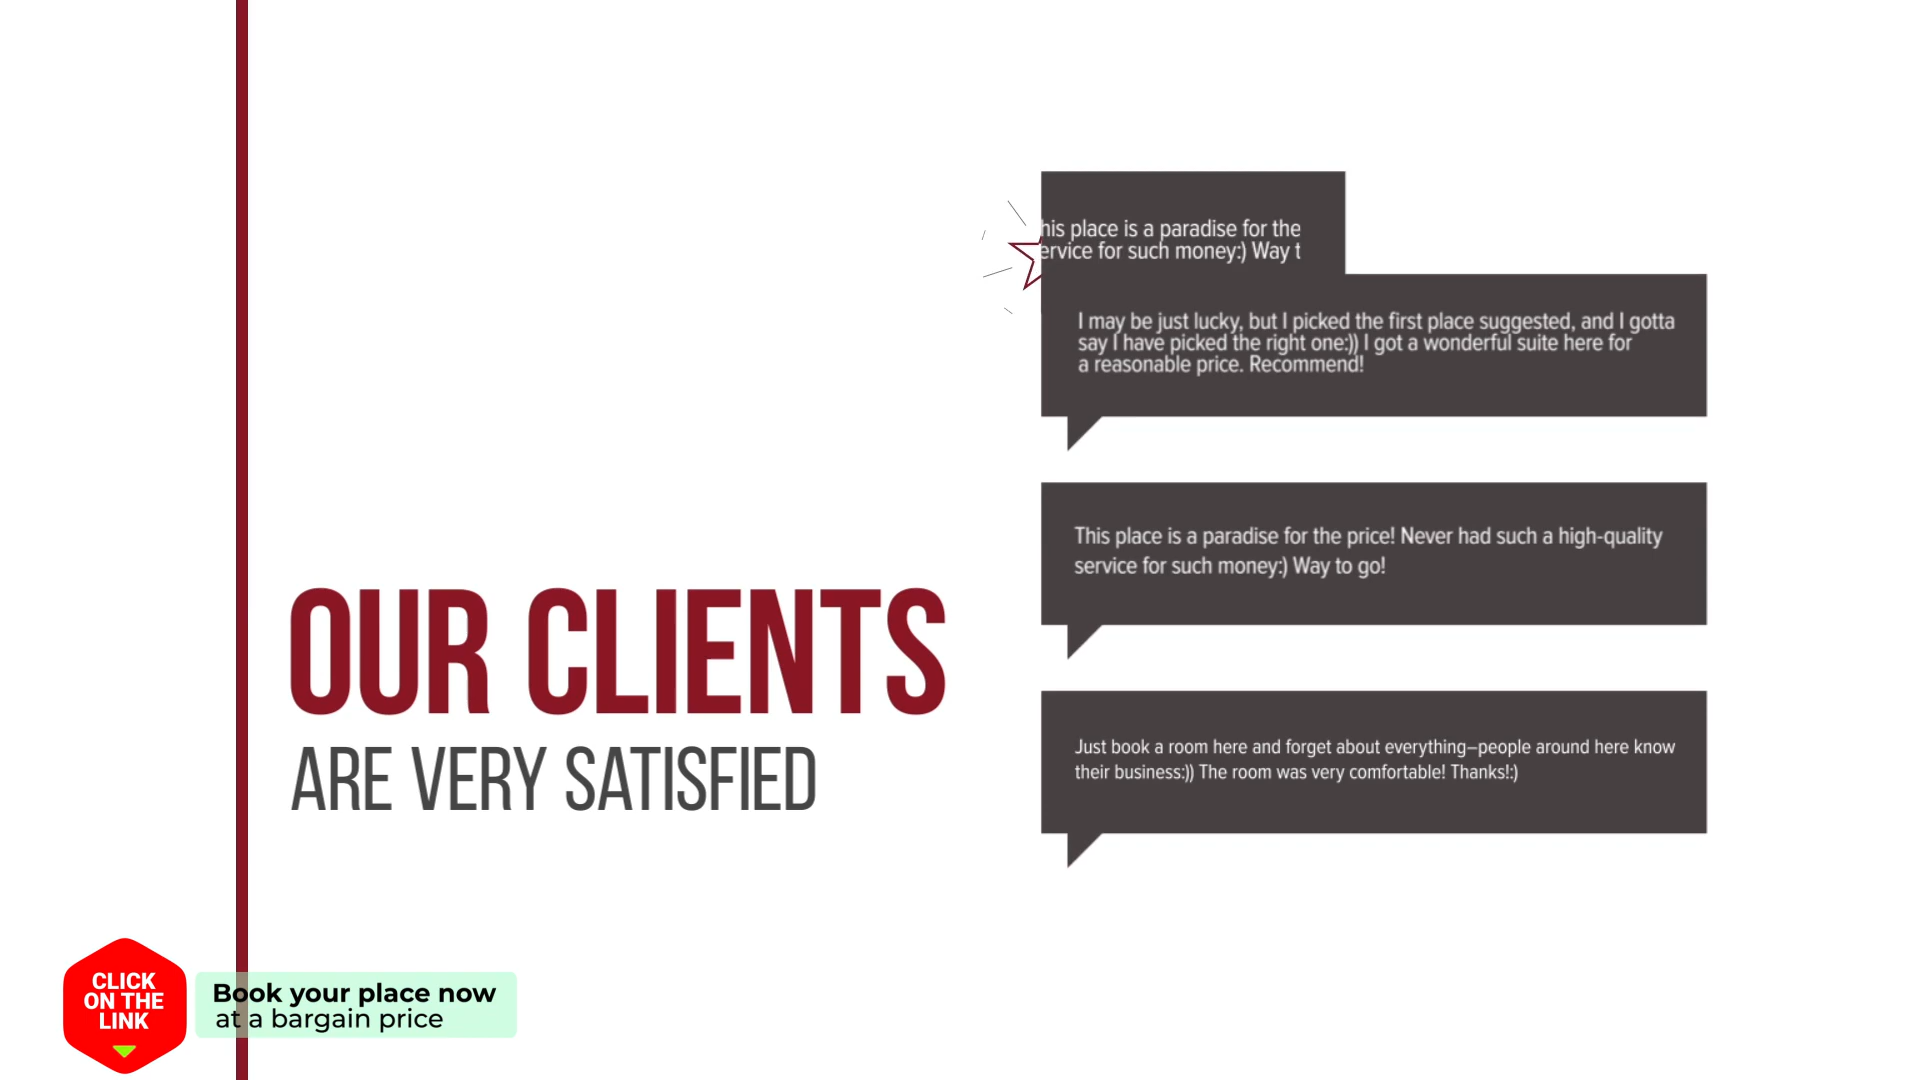 OUR CLIENTS
ARE VERY SATISFIED
his place is a paradise for the
ervice for such money:) Way t
I may be just lucky, but I picked the first place suggested, and I gotta
say I have picked the right one:)) I got a wonderful suite here for
a reasonable price. Recommend!
This place is a paradise for the price! Never had such a high-quality
service for such money:) Way to go!
Just book a room here and forget about everything–people around here know
their business:)) The room was very comfortable! Thanks!:)
CLICK
ON THE
LINK
Book your place now
at a bargain price